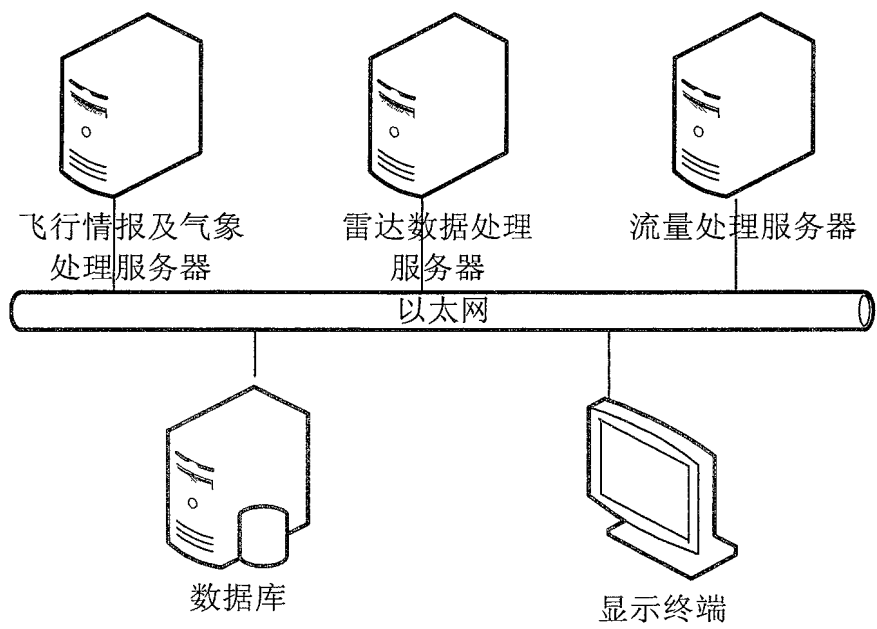 飞行情报及气象
处理服务器
雷达数据处理
服务器
流量处理服务器
以太网
数据库
显示终端